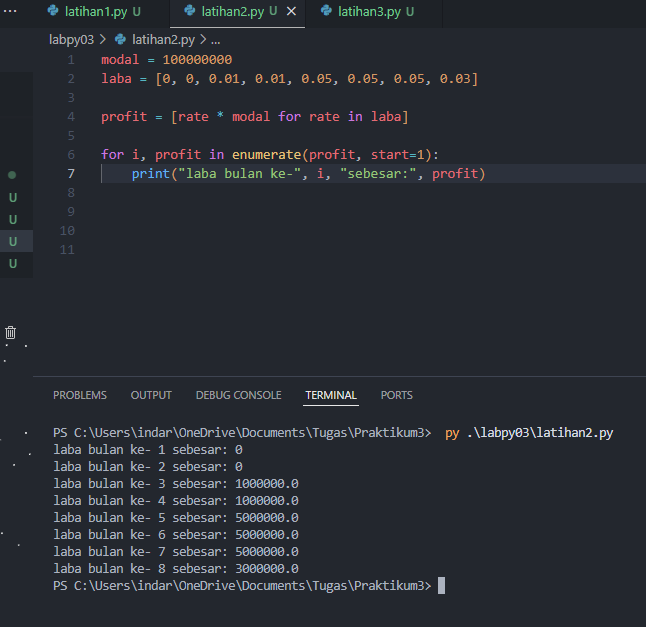 ... latihan1.py U latihan2.py U × latihan3.py U
labpy03 > latihan2.py > ...
1 modal = 100000000
2 laba = [0, 0, 0.01, 0.01, 0.05, 0.05, 0.05, 0.03]
3
4 profit = [rate * modal for rate in laba]
5
6 for i, profit in enumerate(profit, start=1):
7 print("laba bulan ke-", i, "sebesar:", profit)
8
9
10
11
U
U
U
U
PROBLEMS OUTPUT DEBUG CONSOLE TERMINAL PORTS
PS C:\Users\indar\OneDrive\Documents\Tugas\Praktikum3> py .\labpy03\latihan2.py
laba bulan ke- 1 sebesar: 0
laba bulan ke- 2 sebesar: 0
laba bulan ke- 3 sebesar: 1000000.0
laba bulan ke- 4 sebesar: 1000000.0
laba bulan ke- 5 sebesar: 5000000.0
laba bulan ke- 6 sebesar: 5000000.0
laba bulan ke- 7 sebesar: 5000000.0
laba bulan ke- 8 sebesar: 3000000.0
PS C:\Users\indar\OneDrive\Documents\Tugas\Praktikum3>